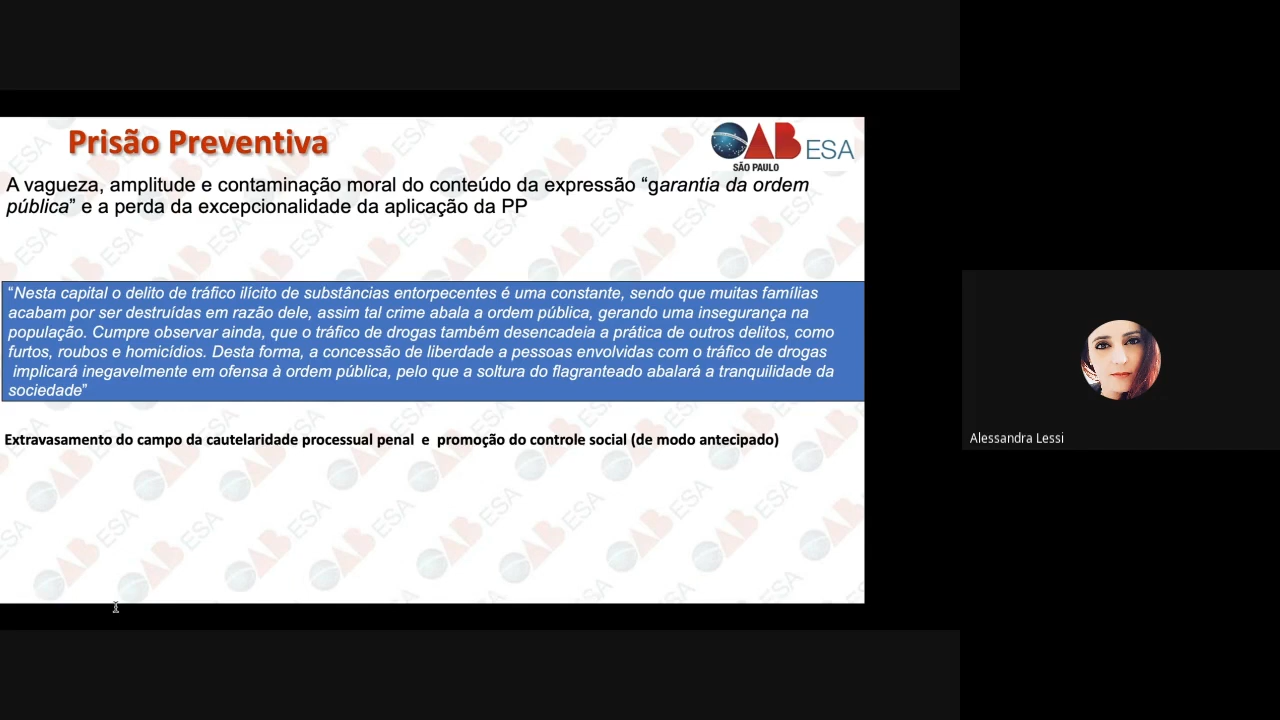 Prisão Preventiva
OAB ESA
SÃO PAULO
A vagueza, amplitude e contaminação moral do conteúdo da expressão “garantia da ordem
pública” e a perda da excepcionalidade da aplicação da PP
“Nesta capital o delito de tráfico ilícito de substâncias entorpecentes é uma constante, sendo que muitas famílias
acabam por ser destruídas em razão dele, assim tal crime abala a ordem pública, gerando uma insegurança na
população. Cumpre observar ainda, que o tráfico de drogas também desencadeia a prática de outros delitos, como
furtos, roubos e homicídios. Desta forma, a concessão de liberdade a pessoas envolvidas com o tráfico de drogas
implicará inegavelmente em ofensa à ordem pública, pelo que a soltura do flagranteado abalará a tranquilidade da
sociedade”
Extravasamento do campo da cautelaridade processual penal e promoção do controle social (de modo antecipado)
Alessandra Lessi